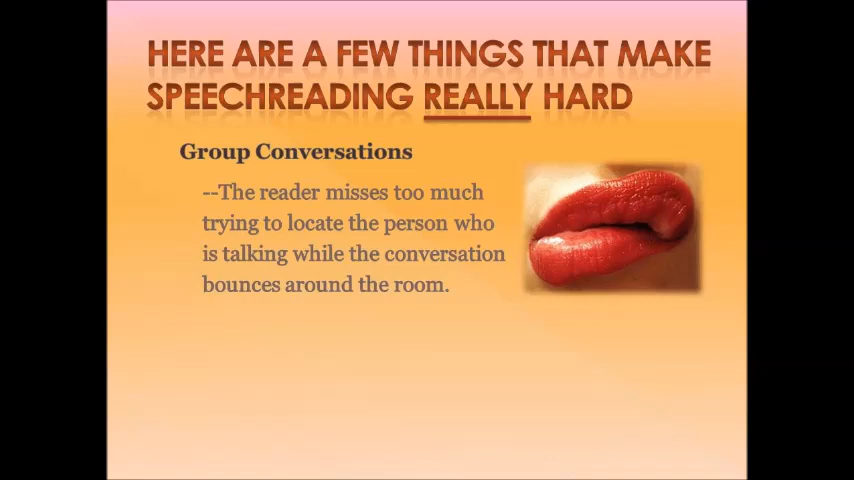 HERE ARE A FEW THINGS THAT MAKE
SPEECHREADING REALLY HARD
Group Conversations
--The reader misses too much
trying to locate the person who
is talking while the conversation
bounces around the room.